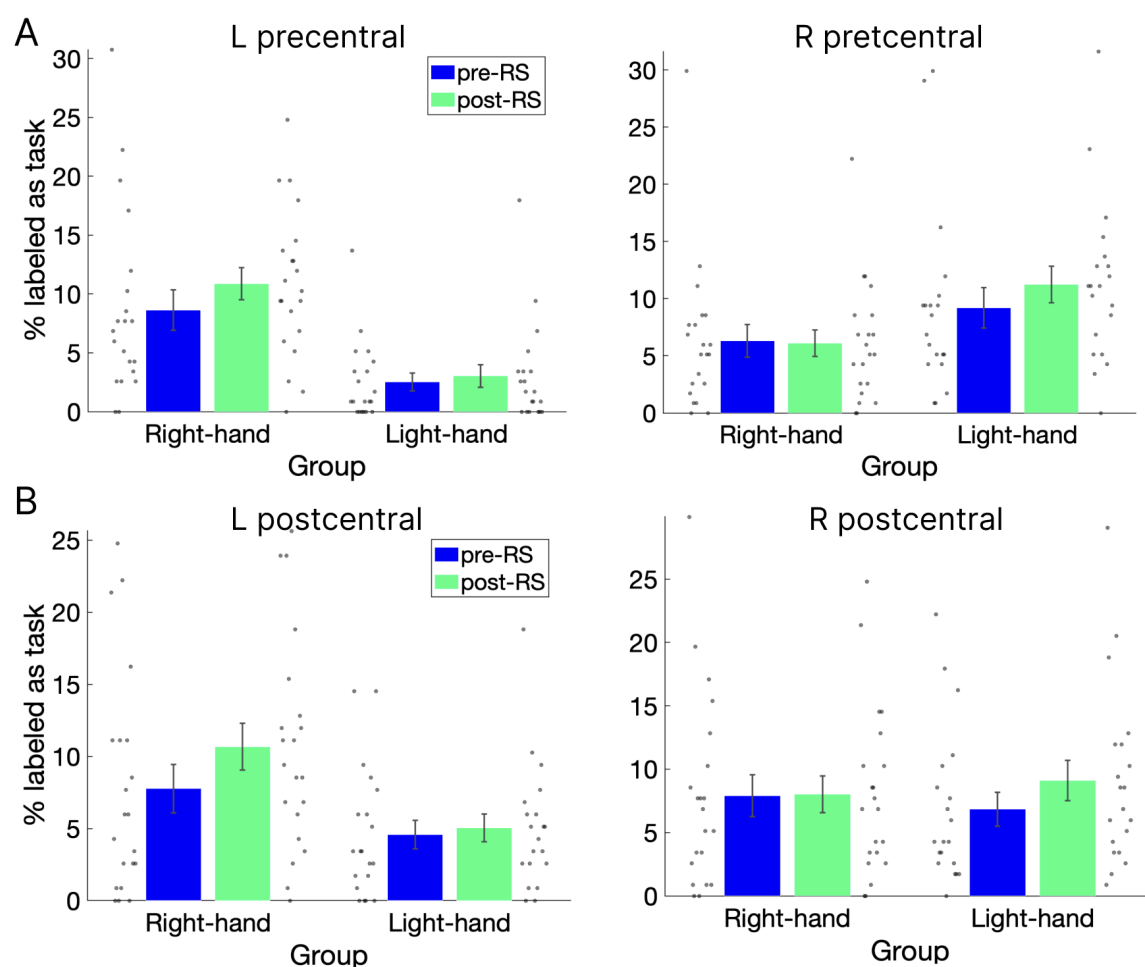 A
L precentral
R pretcentral
pre-RS
post-RS
% labeled as task
30
25
20
15
10
5
0
30
25
20
15
10
5
0
Right-hand
Light-hand
Group
Right-hand
Light-hand
Group
B
L postcentral
R postcentral
pre-RS
post-RS
% labeled as task
25
20
15
10
5
0
25
20
15
10
5
0
Right-hand
Light-hand
Group
Right-hand
Light-hand
Group